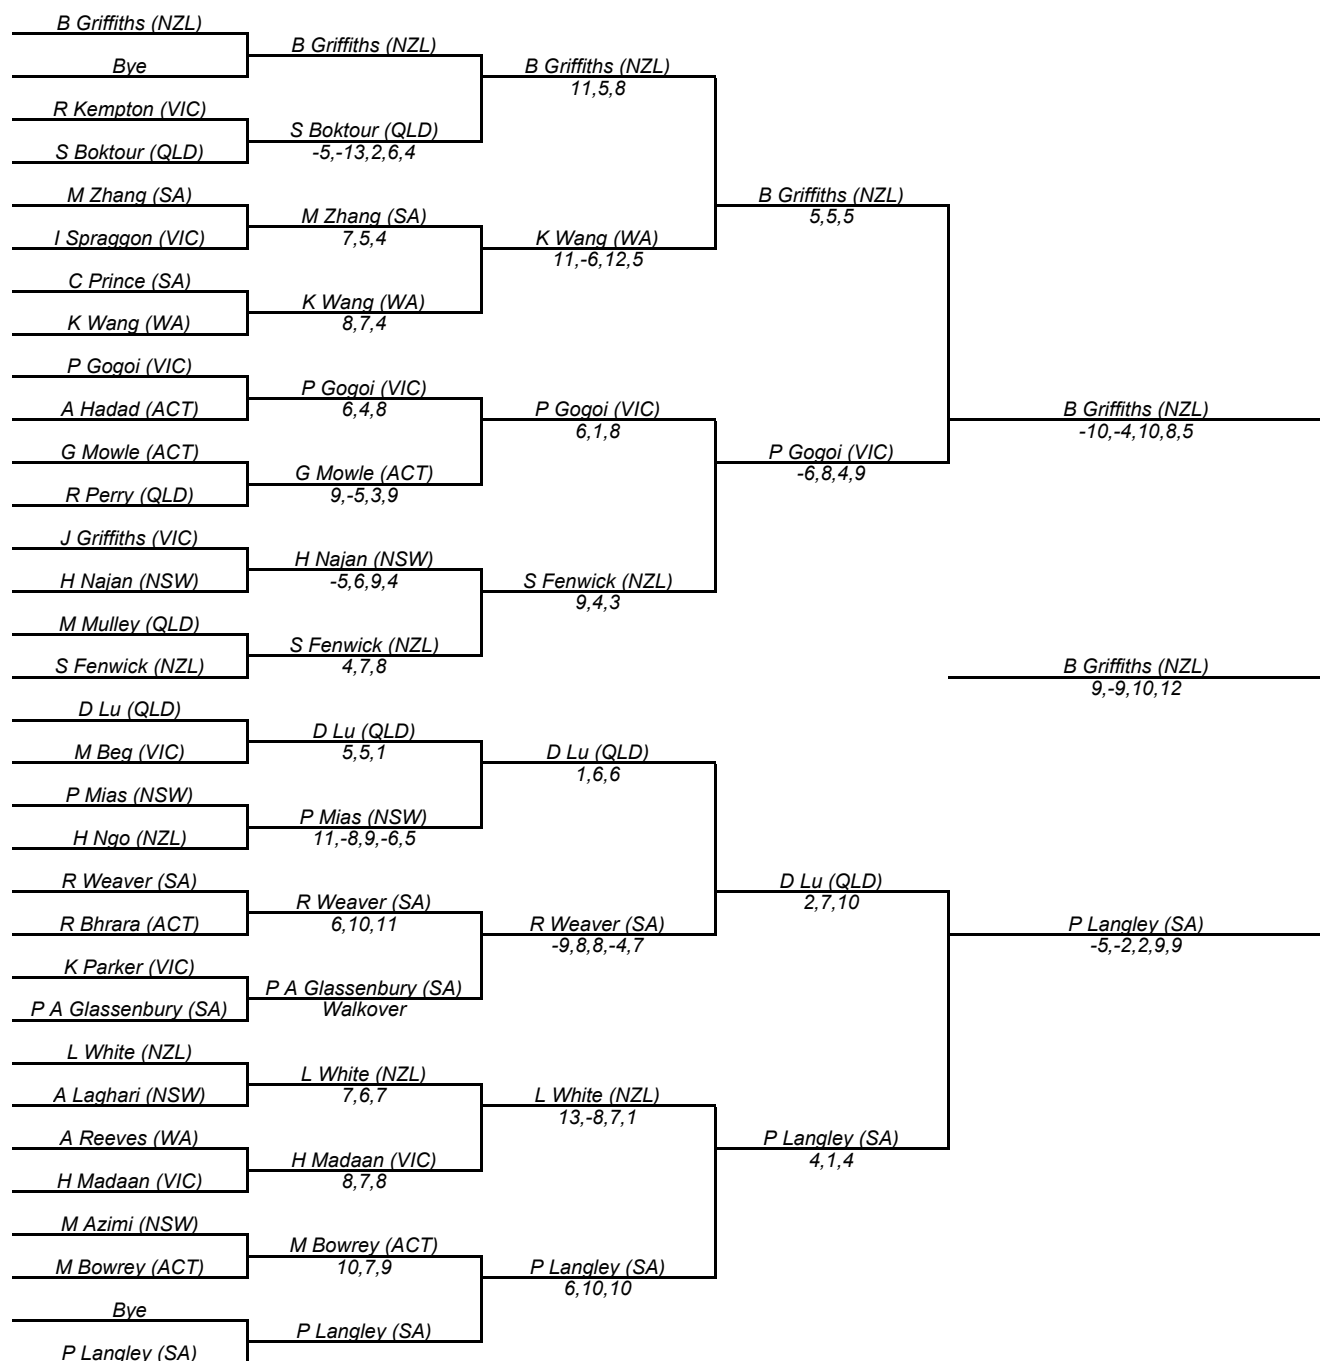 B Griffiths (NZL)
Bye
R Kempton (VIC)
S Boktour (QLD)
M Zhang (SA)
I Spraggon (VIC)
C Prince (SA)
K Wang (WA)
P Gogoi (VIC)
A Hadad (ACT)
G Mowle (ACT)
R Perry (QLD)
J Griffiths (VIC)
H Najan (NSW)
M Mulley (QLD)
S Fenwick (NZL)
D Lu (QLD)
M Beg (VIC)
P Mias (NSW)
H Ngo (NZL)
R Weaver (SA)
R Bhrara (ACT)
K Parker (VIC)
P A Glassenbury (SA)
L White (NZL)
A Laghari (NSW)
A Reeves (WA)
H Madaan (VIC)
M Azimi (NSW)
M Bowrey (ACT)
Bye
P Langley (SA)
B Griffiths (NZL)
S Boktour (QLD)
-5,-13,2,6,4
M Zhang (SA)
7,5,4
K Wang (WA)
8,7,4
P Gogoi (VIC)
6,4,8
G Mowle (ACT)
9,-5,3,9
H Najan (NSW)
-5,6,9,4
S Fenwick (NZL)
4,7,8
D Lu (QLD)
5,5,1
P Mias (NSW)
11,-8,9,-6,5
R Weaver (SA)
6,10,11
P A Glassenbury (SA)
Walkover
L White (NZL)
7,6,7
H Madaan (VIC)
8,7,8
M Bowrey (ACT)
10,7,9
P Langley (SA)
B Griffiths (NZL)
11,5,8
K Wang (WA)
11,-6,12,5
P Gogoi (VIC)
6,1,8
S Fenwick (NZL)
9,4,3
D Lu (QLD)
1,6,6
R Weaver (SA)
-9,8,8,-4,7
L White (NZL)
13,-8,7,1
P Langley (SA)
6,10,10
B Griffiths (NZL)
5,5,5
P Gogoi (VIC)
-6,8,4,9
D Lu (QLD)
2,7,10
P Langley (SA)
4,1,4
B Griffiths (NZL)
-10,-4,10,8,5
B Griffiths (NZL)
9,-9,10,12
P Langley (SA)
-5,-2,2,9,9